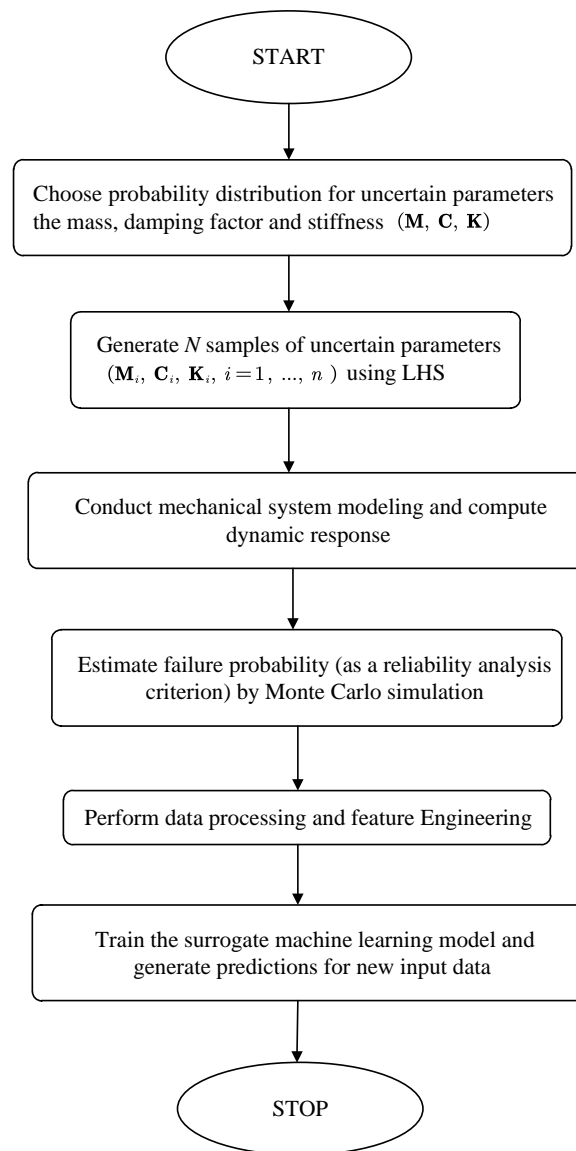 START
Choose probability distribution for uncertain parameters
the mass, damping factor and stiffness (M, C, K)
Generate N samples of uncertain parameters
(Mᵢ, Cᵢ, Kᵢ, i=1, ..., n ) using LHS
Conduct mechanical system modeling and compute
dynamic response
Estimate failure probability (as a reliability analysis
criterion) by Monte Carlo simulation
Perform data processing and feature Engineering
Train the surrogate machine learning model and
generate predictions for new input data
STOP